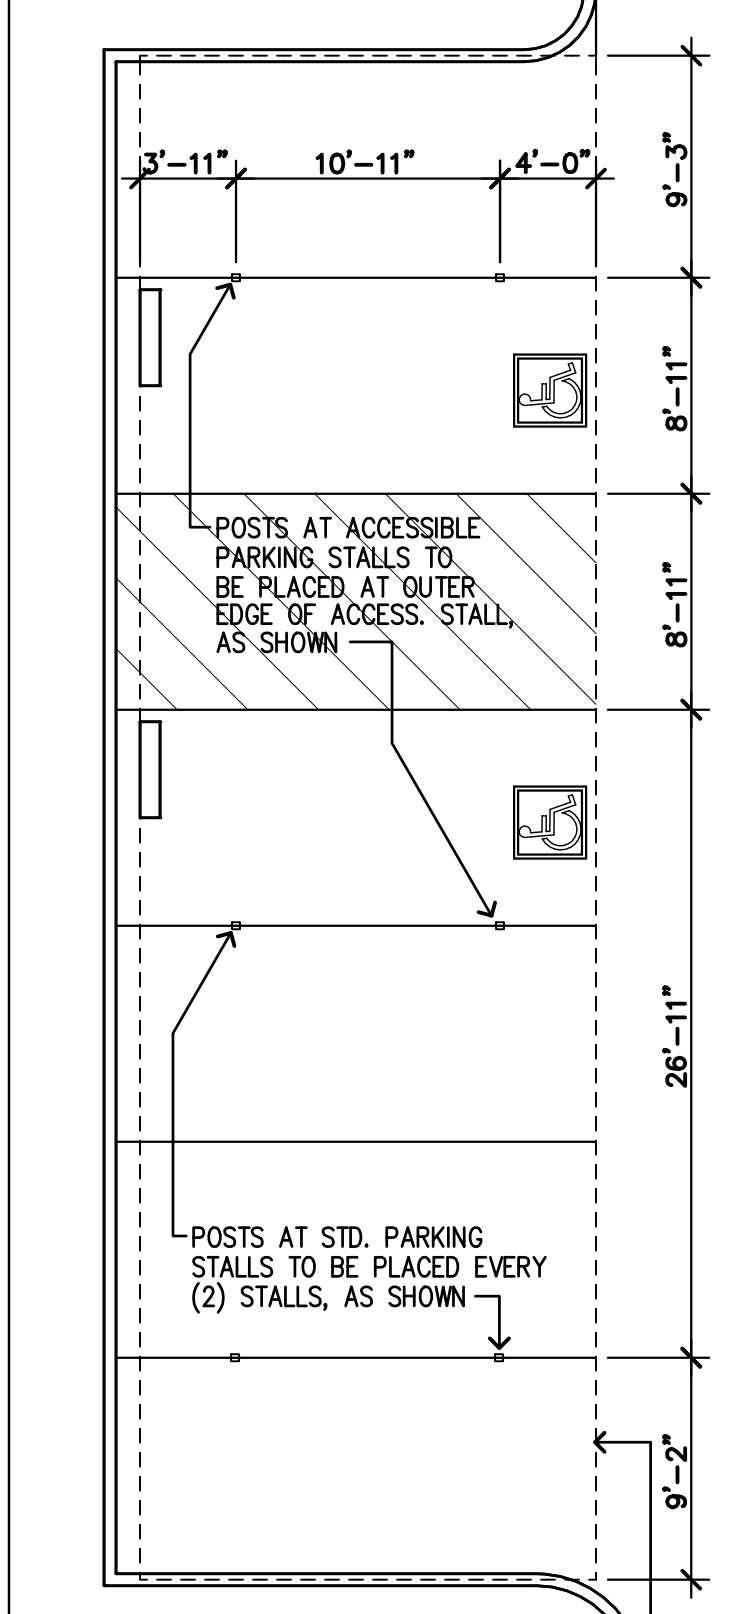 3'-11" 10'-11" 4'-0"
9'-3"
8'-11"
POSTS AT ACCESSIBLE
PARKING STALLS TO
BE PLACED AT OUTER
EDGE OF ACCESS. STALL,
AS SHOWN
8'-11"
26'-11"
POSTS AT STD. PARKING
STALLS TO BE PLACED EVERY
(2) STALLS, AS SHOWN
9'-2"